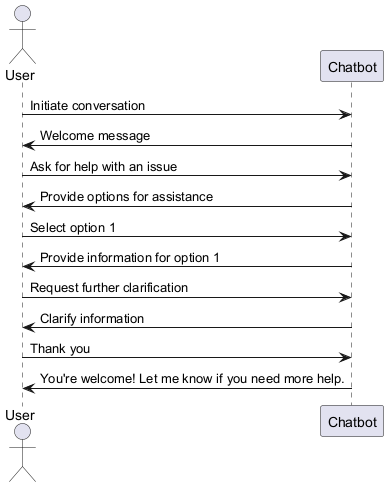 User
Chatbot
Initiate conversation
Welcome message
Ask for help with an issue
Provide options for assistance
Select option 1
Provide information for option 1
Request further clarification
Clarify information
Thank you
You're welcome! Let me know if you need more help.
User
Chatbot